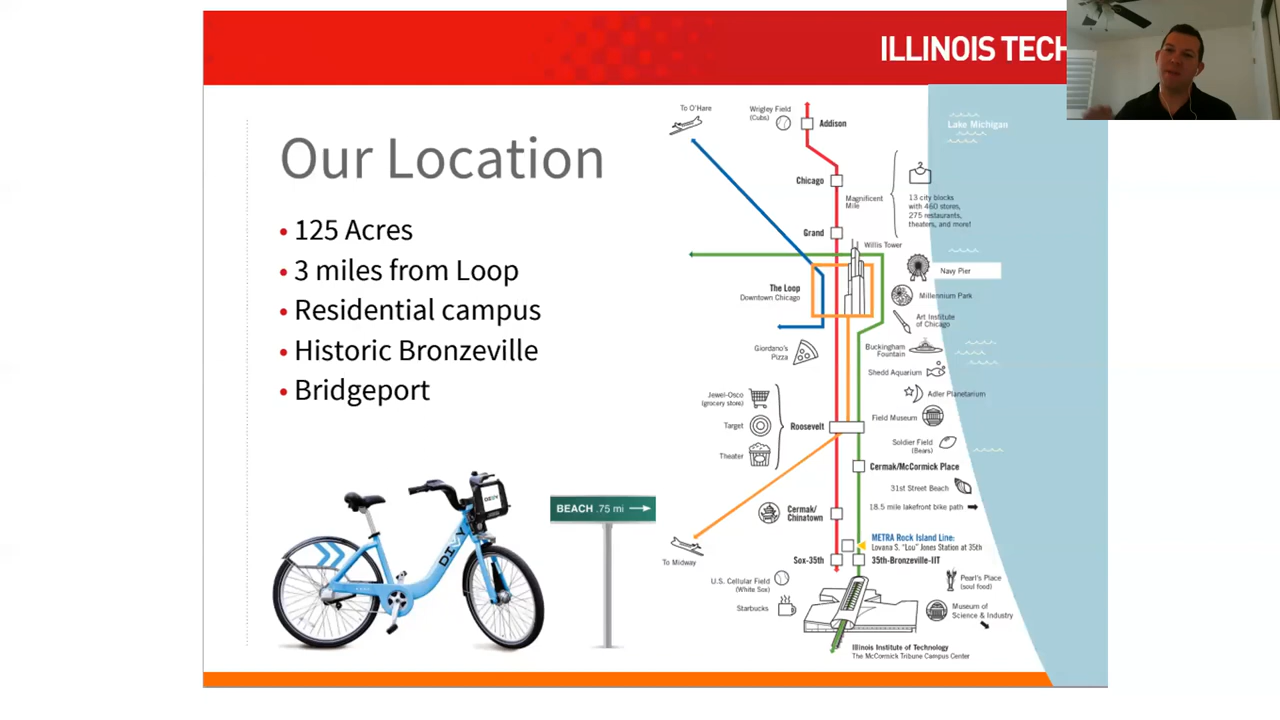 ILLINOIS TECH
Our Location
• 125 Acres
• 3 miles from Loop
• Residential campus
• Historic Bronzeville
• Bridgeport
DIVVY
DIVVY
BEACH .75 mi →
To O'Hare
Wrigley Field
(Cubs)
Addison
Lake Michigan
Chicago
Magnificent
Mile
13 city blocks
with 460 stores,
275 restaurants,
theaters, and more!
Grand
Willis Tower
The Loop
Downtown Chicago
Navy Pier
Millennium Park
Art Institute
of Chicago
Giordano's
Pizza
Buckingham
Fountain
Shedd Aquarium
Adler Planetarium
Jewel-Osco
(grocery store)
Target
Theater
Roosevelt
Field Museum
Soldier Field
(Bears)
Cermak/McCormick Place
31st Street Beach
18.5 mile lakefront bike path
Cermak/
Chinatown
METRA Rock Island Line:
Lovana S. "Lou" Jones Station at 35th
To Midway
Sox-35th
35th-Bronzeville-IIT
U.S. Cellular Field
(White Sox)
Starbucks
Pearl's Place
(soul food)
Museum of
Science & Industry
Illinois Institute of Technology
The McCormick Tribune Campus Center